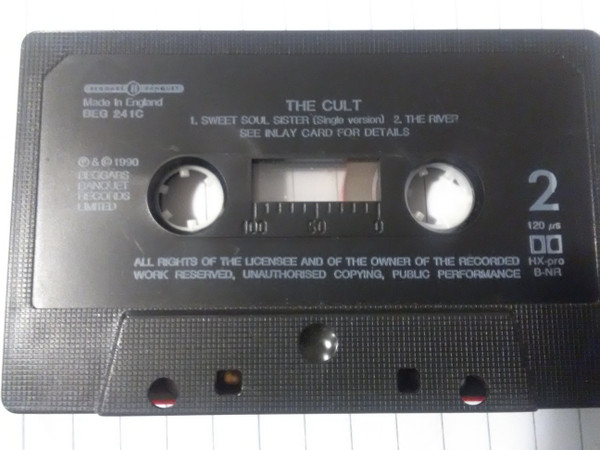 BEGGARS BANQUET
Made in England
BEG 241C
THE CULT
1. SWEET SOUL SISTER (Single version) 2. THE RIVER
SEE INLAY CARD FOR DETAILS
℗ & © 1990
BEGGARS
BANQUET
RECORDS
LIMITED
100 50 0
2
120 µs
HX-pro
B-NR
ALL RIGHTS OF THE LICENSEE AND OF THE OWNER OF THE RECORDED
WORK RESERVED, UNAUTHORISED COPYING, PUBLIC PERFORMANCE